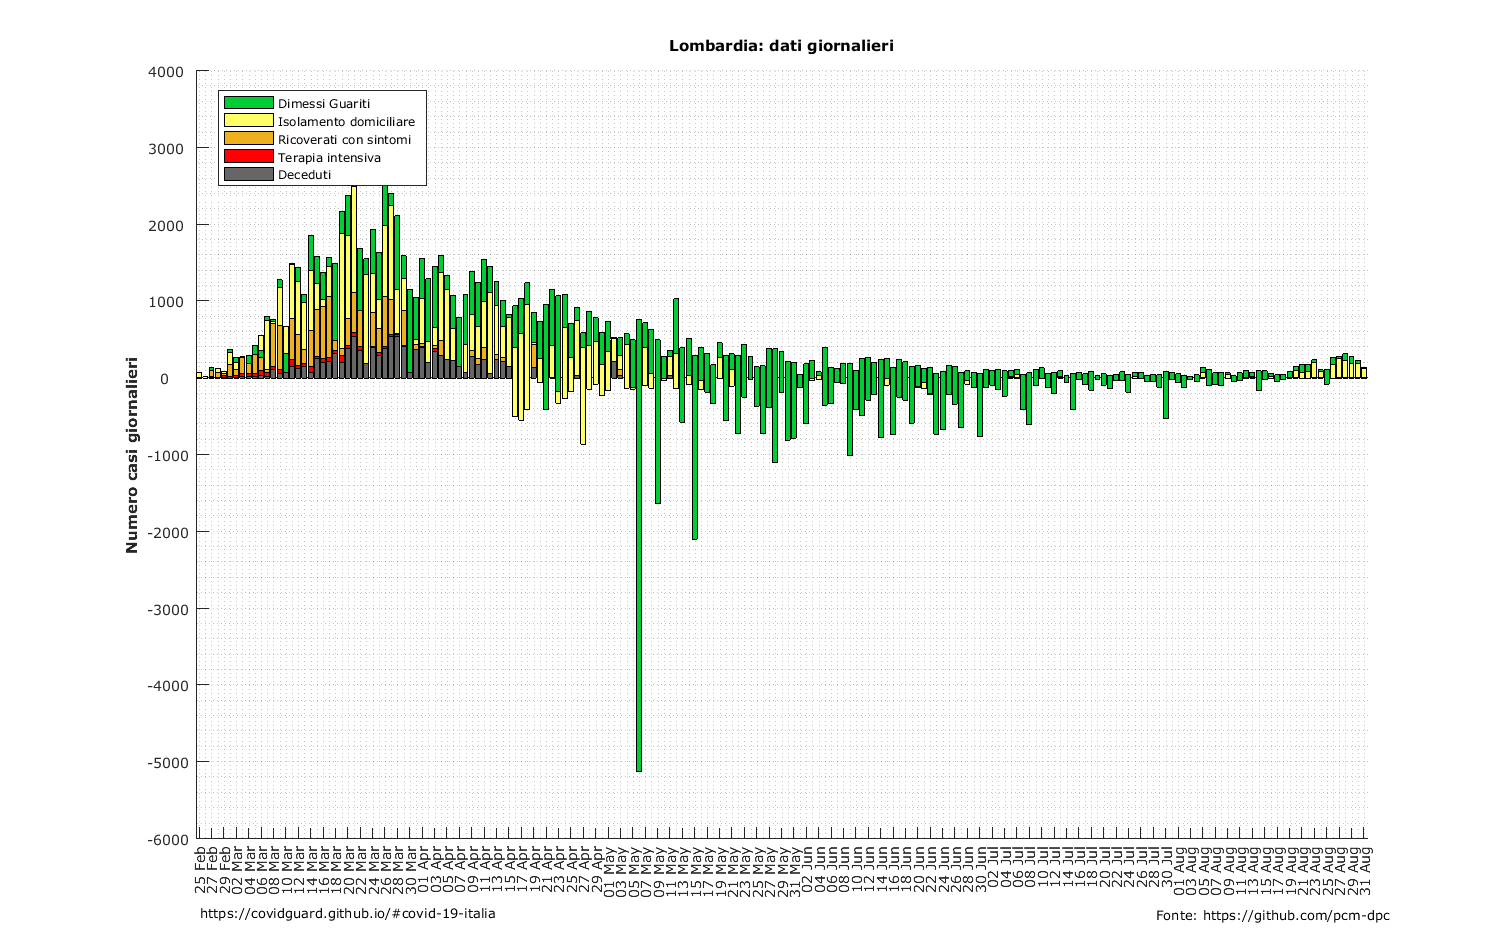 Lombardia: dati giornalieri
Dimessi Guariti
Isolamento domiciliare
Ricoverati con sintomi
Terapia intensiva
Deceduti
Numero casi giornalieri
4000
3000
2000
1000
0
-1000
-2000
-3000
-4000
-5000
-6000
25 Feb
27 Feb
29 Feb
02 Mar
04 Mar
06 Mar
08 Mar
10 Mar
12 Mar
14 Mar
16 Mar
18 Mar
20 Mar
22 Mar
24 Mar
26 Mar
28 Mar
30 Mar
01 Apr
03 Apr
05 Apr
07 Apr
09 Apr
11 Apr
13 Apr
15 Apr
17 Apr
19 Apr
21 Apr
23 Apr
25 Apr
27 Apr
29 Apr
01 May
03 May
05 May
07 May
09 May
11 May
13 May
15 May
17 May
19 May
21 May
23 May
25 May
27 May
29 May
31 May
02 Jun
04 Jun
06 Jun
08 Jun
10 Jun
12 Jun
14 Jun
16 Jun
18 Jun
20 Jun
22 Jun
24 Jun
26 Jun
28 Jun
30 Jun
02 Jul
04 Jul
06 Jul
08 Jul
10 Jul
12 Jul
14 Jul
16 Jul
18 Jul
20 Jul
22 Jul
24 Jul
26 Jul
28 Jul
30 Jul
01 Aug
03 Aug
05 Aug
07 Aug
09 Aug
11 Aug
13 Aug
15 Aug
17 Aug
19 Aug
21 Aug
23 Aug
25 Aug
27 Aug
29 Aug
31 Aug
https://covidguard.github.io/#covid-19-italia
Fonte: https://github.com/pcm-dpc